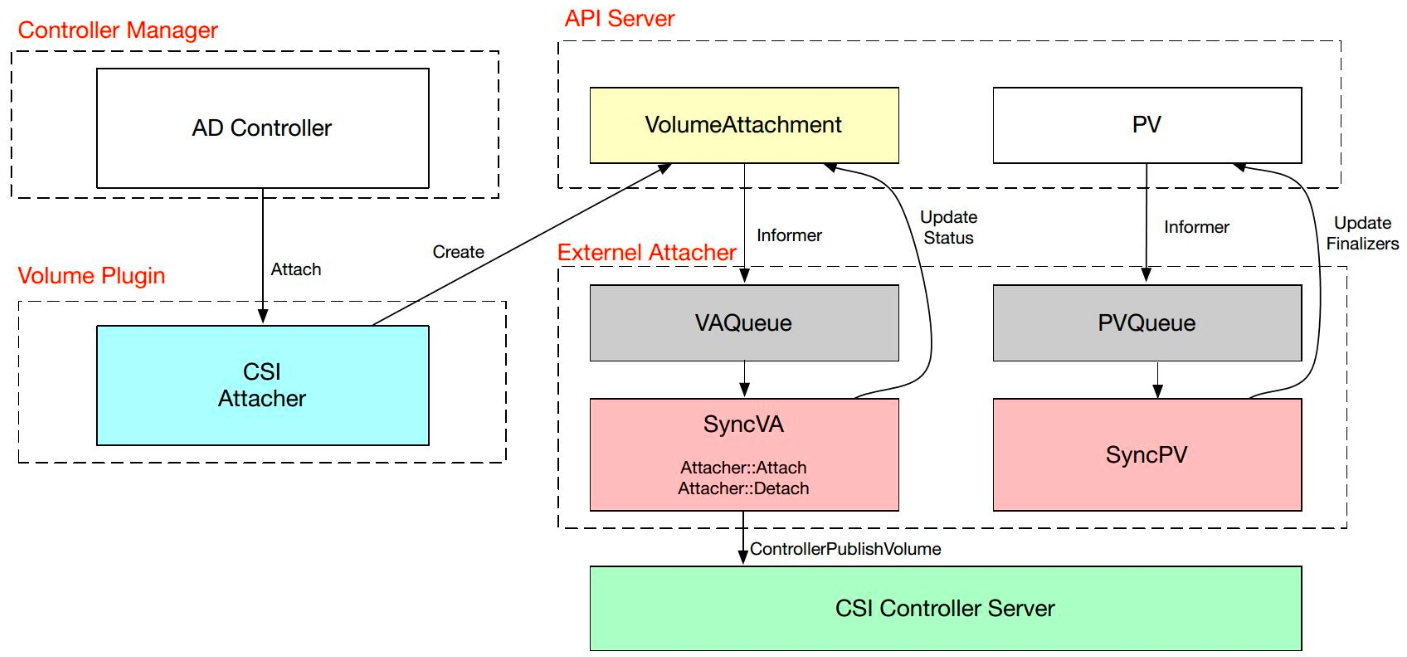 Controller Manager
API Server
AD Controller
VolumeAttachment
PV
Create
Attach
Informer
Update
Status
Informer
Update
Finalizers
Volume Plugin
Externel Attacher
CSI
Attacher
VAQueue
PVQueue
SyncVA
Attacher::Attach
Attacher::Detach
SyncPV
ControllerPublishVolume
CSI Controller Server